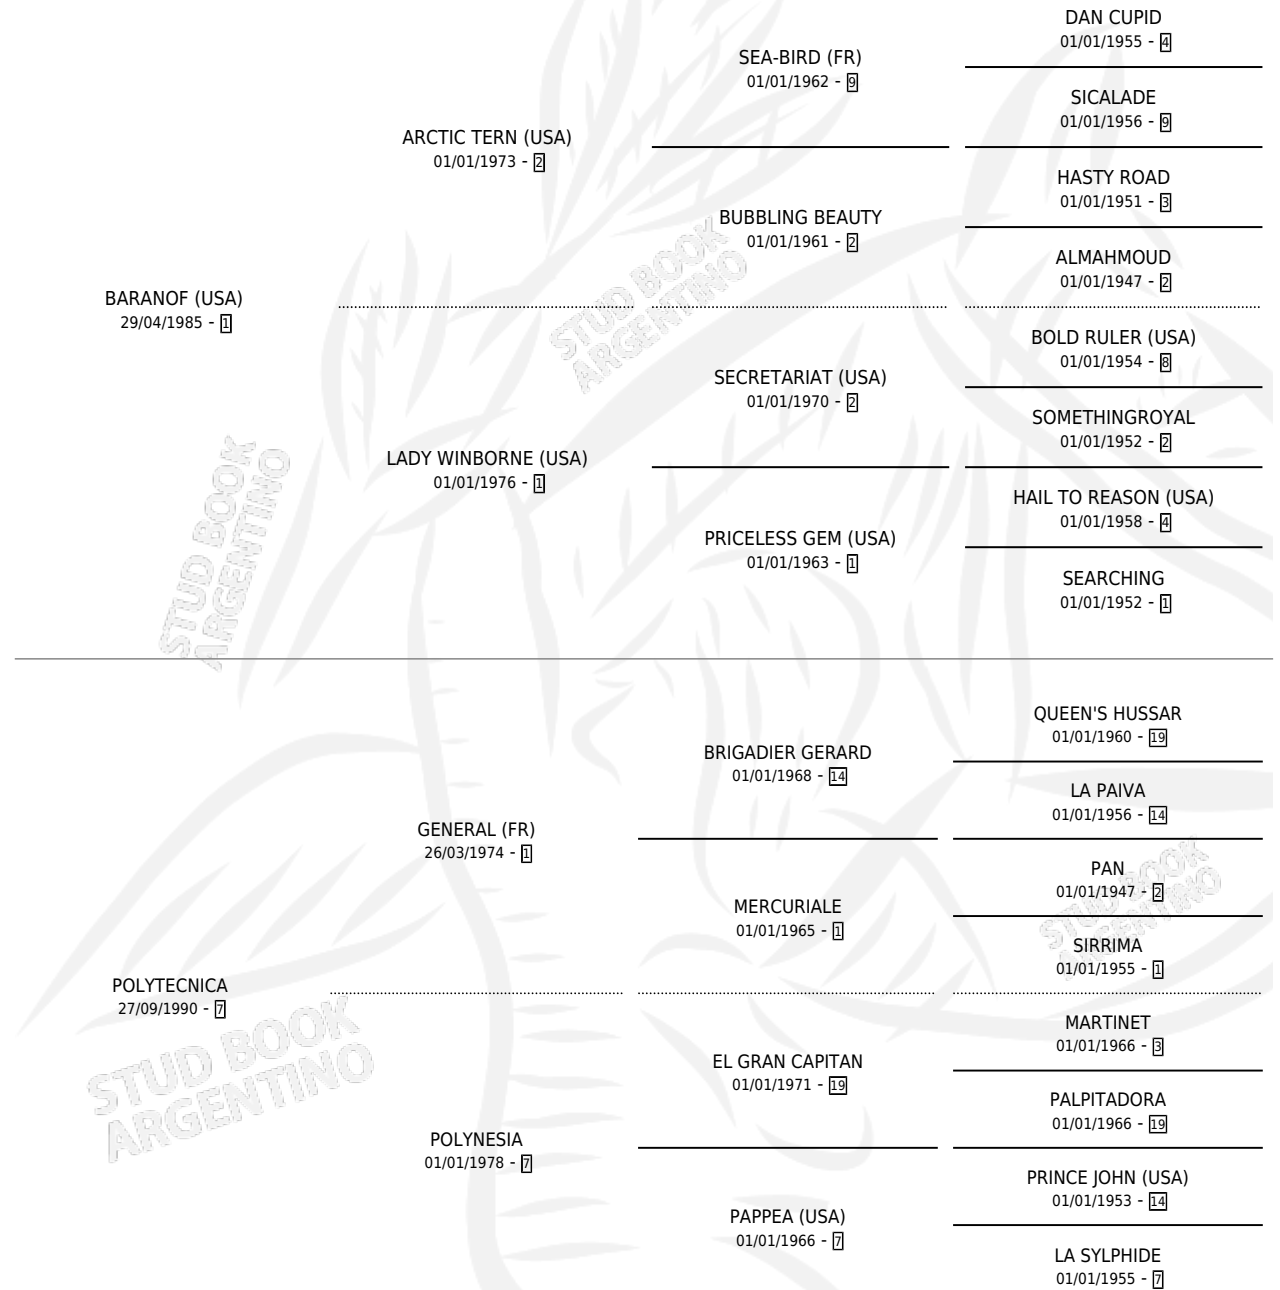 DAN CUPID
01/01/1955 - 4
SEA-BIRD (FR)
01/01/1962 - 9
SICALADE
01/01/1956 - 9
ARCTIC TERN (USA)
01/01/1973 - 2
HASTY ROAD
01/01/1951 - 3
BUBBLING BEAUTY
01/01/1961 - 2
ALMAHMOUD
01/01/1947 - 2
BARANOF (USA)
29/04/1985 - 1
BOLD RULER (USA)
01/01/1954 - 8
SECRETARIAT (USA)
01/01/1970 - 2
SOMETHINGROYAL
01/01/1952 - 2
LADY WINBORNE (USA)
01/01/1976 - 1
HAIL TO REASON (USA)
01/01/1958 - 4
PRICELESS GEM (USA)
01/01/1963 - 1
SEARCHING
01/01/1952 - 1
STUD BOOK
ARGENTINO
STUD BOOK
ARGENTINO
QUEEN'S HUSSAR
01/01/1960 - 19
BRIGADIER GERARD
01/01/1968 - 14
LA PAIVA
01/01/1956 - 14
GENERAL (FR)
26/03/1974 - 1
PAN
01/01/1947 - 2
MERCURIALE
01/01/1965 - 1
SIRRIMA
01/01/1955 - 1
STUD BOOK
ARGENTINO
POLYTECNICA
27/09/1990 - 7
MARTINET
01/01/1966 - 3
EL GRAN CAPITAN
01/01/1971 - 19
PALPITADORA
01/01/1966 - 19
STUD BOOK
ARGENTINO
POLYNESIA
01/01/1978 - 7
PRINCE JOHN (USA)
01/01/1953 - 14
PAPPEA (USA)
01/01/1966 - 7
LA SYLPHIDE
01/01/1955 - 7